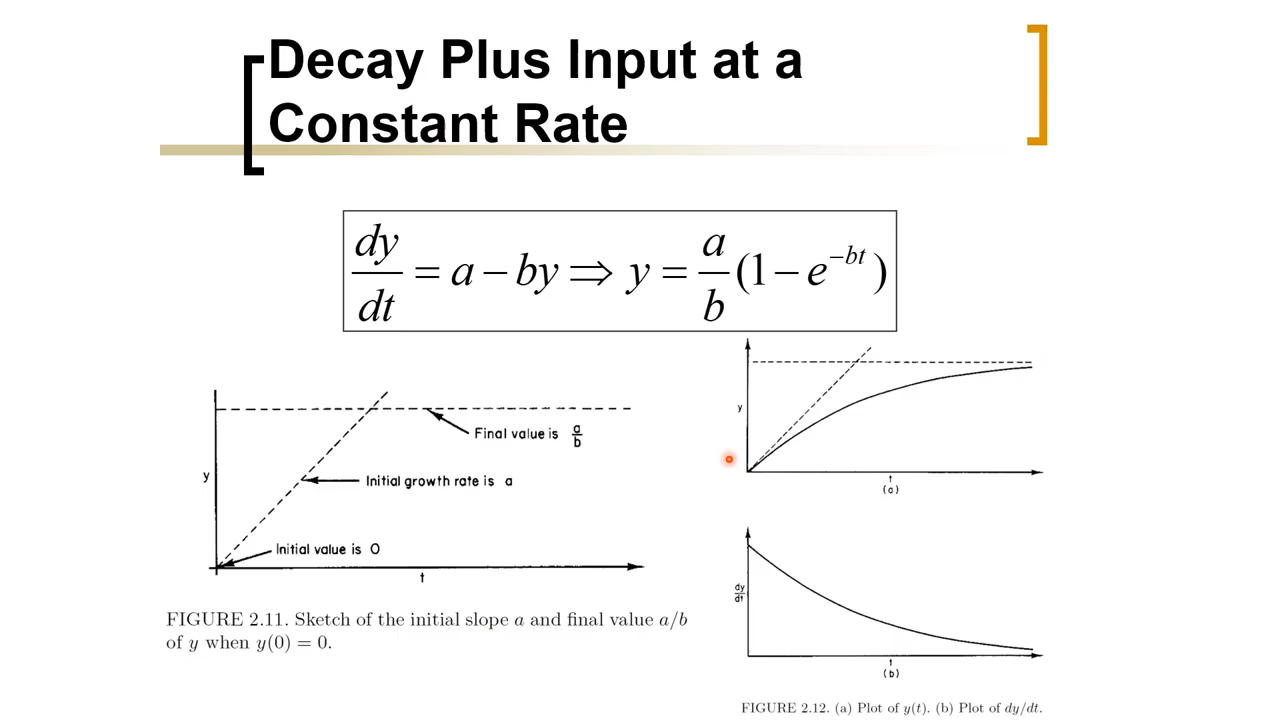 Decay Plus Input at a
Constant Rate
dy/dt = a − by ⇒ y = a/b (1 − e^−bt)
y
Final value is a/b
Initial growth rate is a
Initial value is 0
t
FIGURE 2.11. Sketch of the initial slope a and final value a/b
of y when y(0) = 0.
y
t
(a)
dy/dt
t
(b)
FIGURE 2.12. (a) Plot of y(t). (b) Plot of dy/dt.